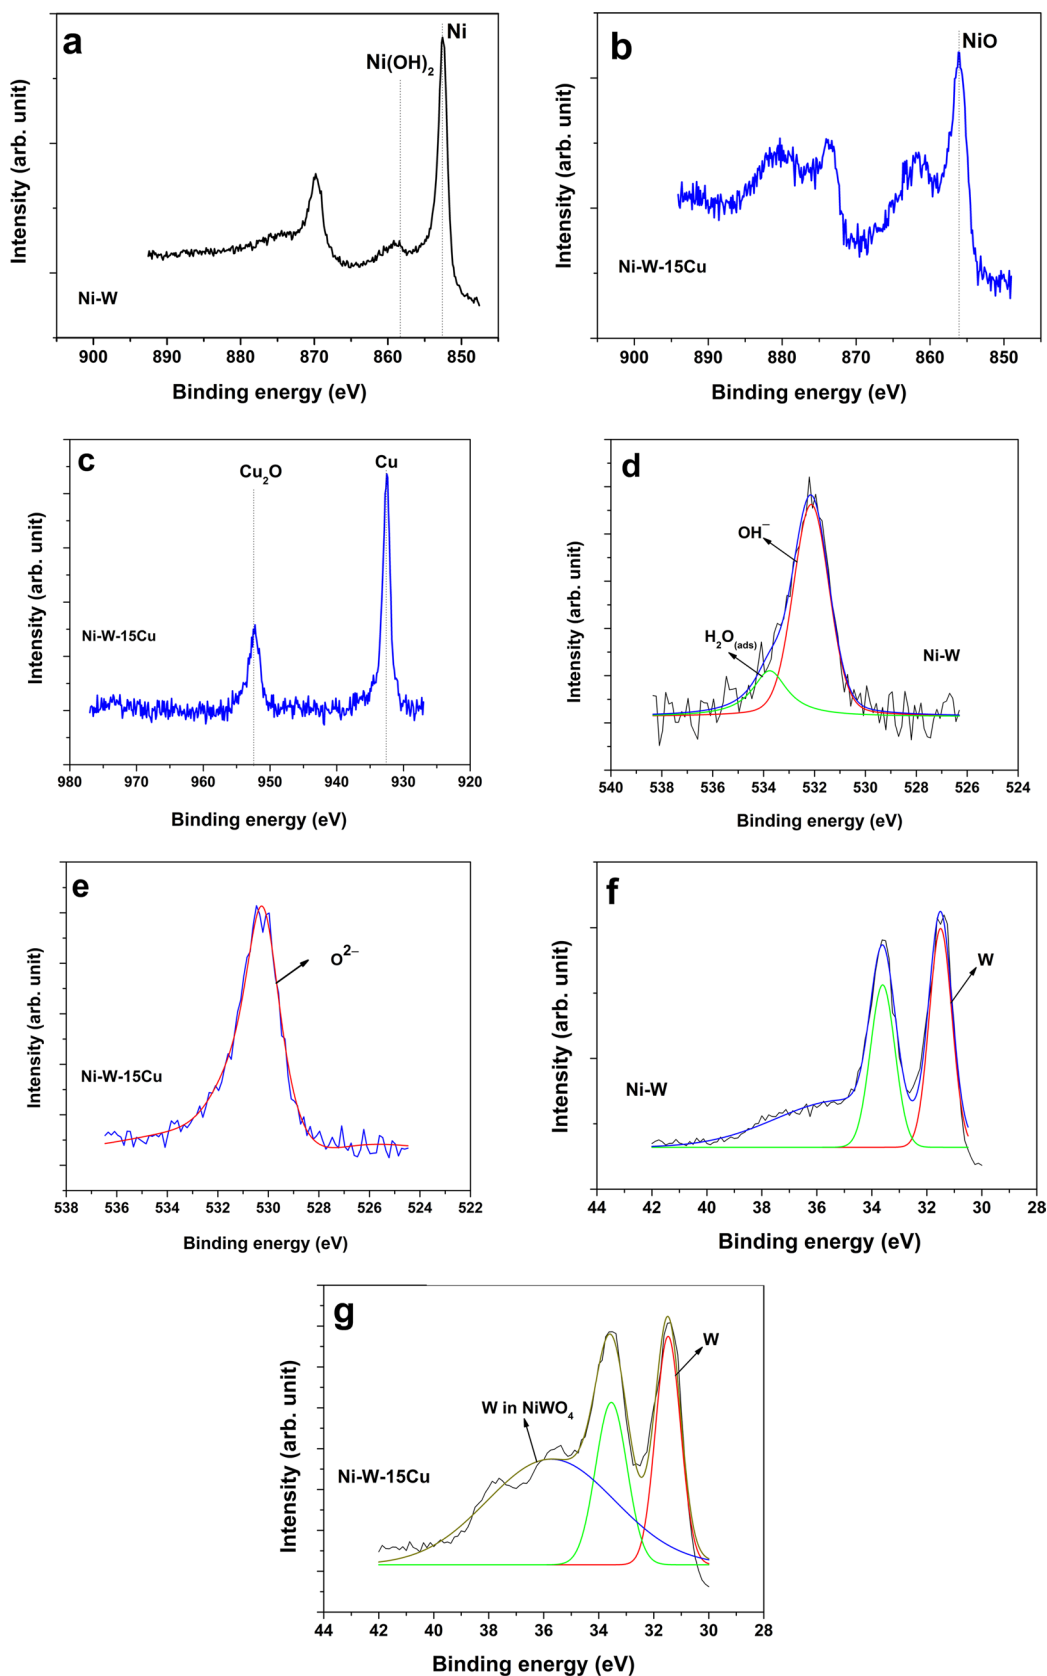 a
Ni
Ni(OH)₂
Intensity (arb. unit)
Ni-W
900 890 880 870 860 850
Binding energy (eV)
b
NiO
Intensity (arb. unit)
Ni-W-15Cu
900 890 880 870 860 850
Binding energy (eV)
c
Cu₂O
Cu
Intensity (arb. unit)
Ni-W-15Cu
980 970 960 950 940 930 920
Binding energy (eV)
d
OH⁻
H₂O(ads)
Intensity (arb. unit)
Ni-W
540 538 536 534 532 530 528 526 524
Binding energy (eV)
e
O²⁻
Intensity (arb. unit)
Ni-W-15Cu
538 536 534 532 530 528 526 524 522
Binding energy (eV)
f
W
Intensity (arb. unit)
Ni-W
44 42 40 38 36 34 32 30 28
Binding energy (eV)
g
W
W in NiWO₄
Intensity (arb. unit)
Ni-W-15Cu
44 42 40 38 36 34 32 30 28
Binding energy (eV)